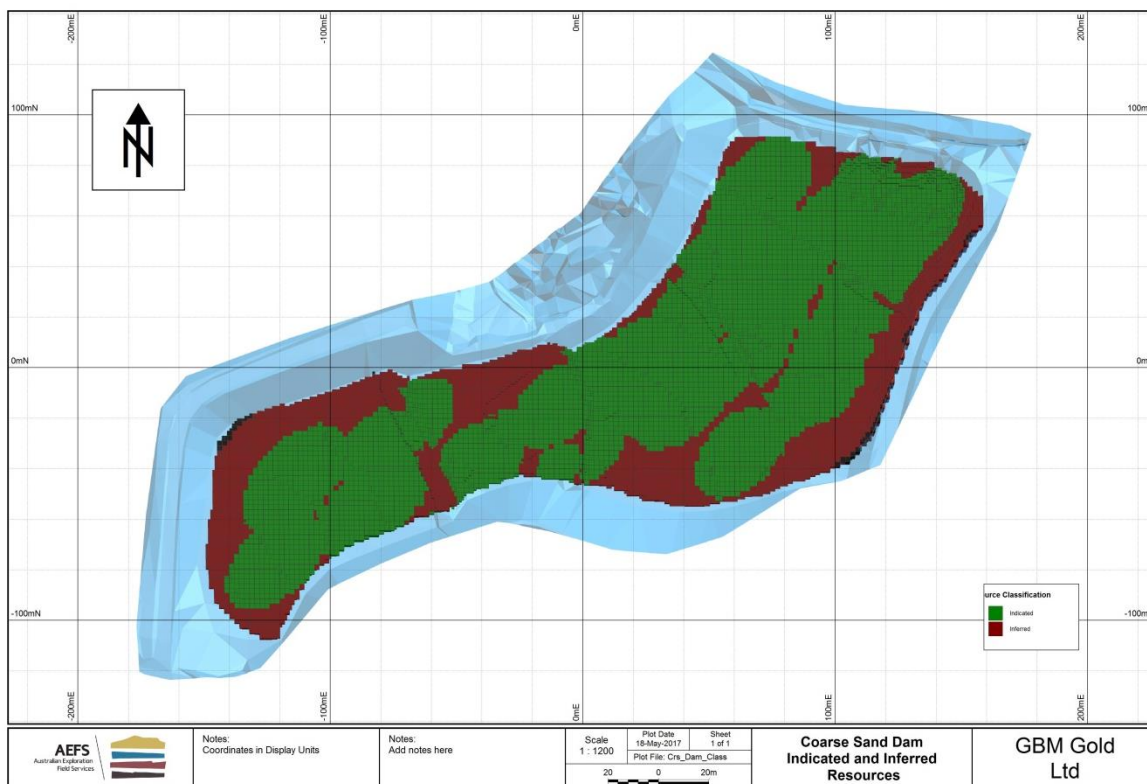 -200mE
-100mE
0mE
100mE
200mE
100mN
100mN
N
0mN
0mN
-100mN
-100mN
urce Classification
Indicated
Inferred
-200mE
-100mE
0mE
100mE
200mE
AEFS
Australian Exploration
Field Services
Notes:
Coordinates in Display Units
Notes:
Add notes here
Scale
1 : 1200
Plot Date
18-May-2017
Sheet
1 of 1
Plot File: Crs_Dam_Class
20 0 20m
Coarse Sand Dam
Indicated and Inferred
Resources
GBM Gold
Ltd